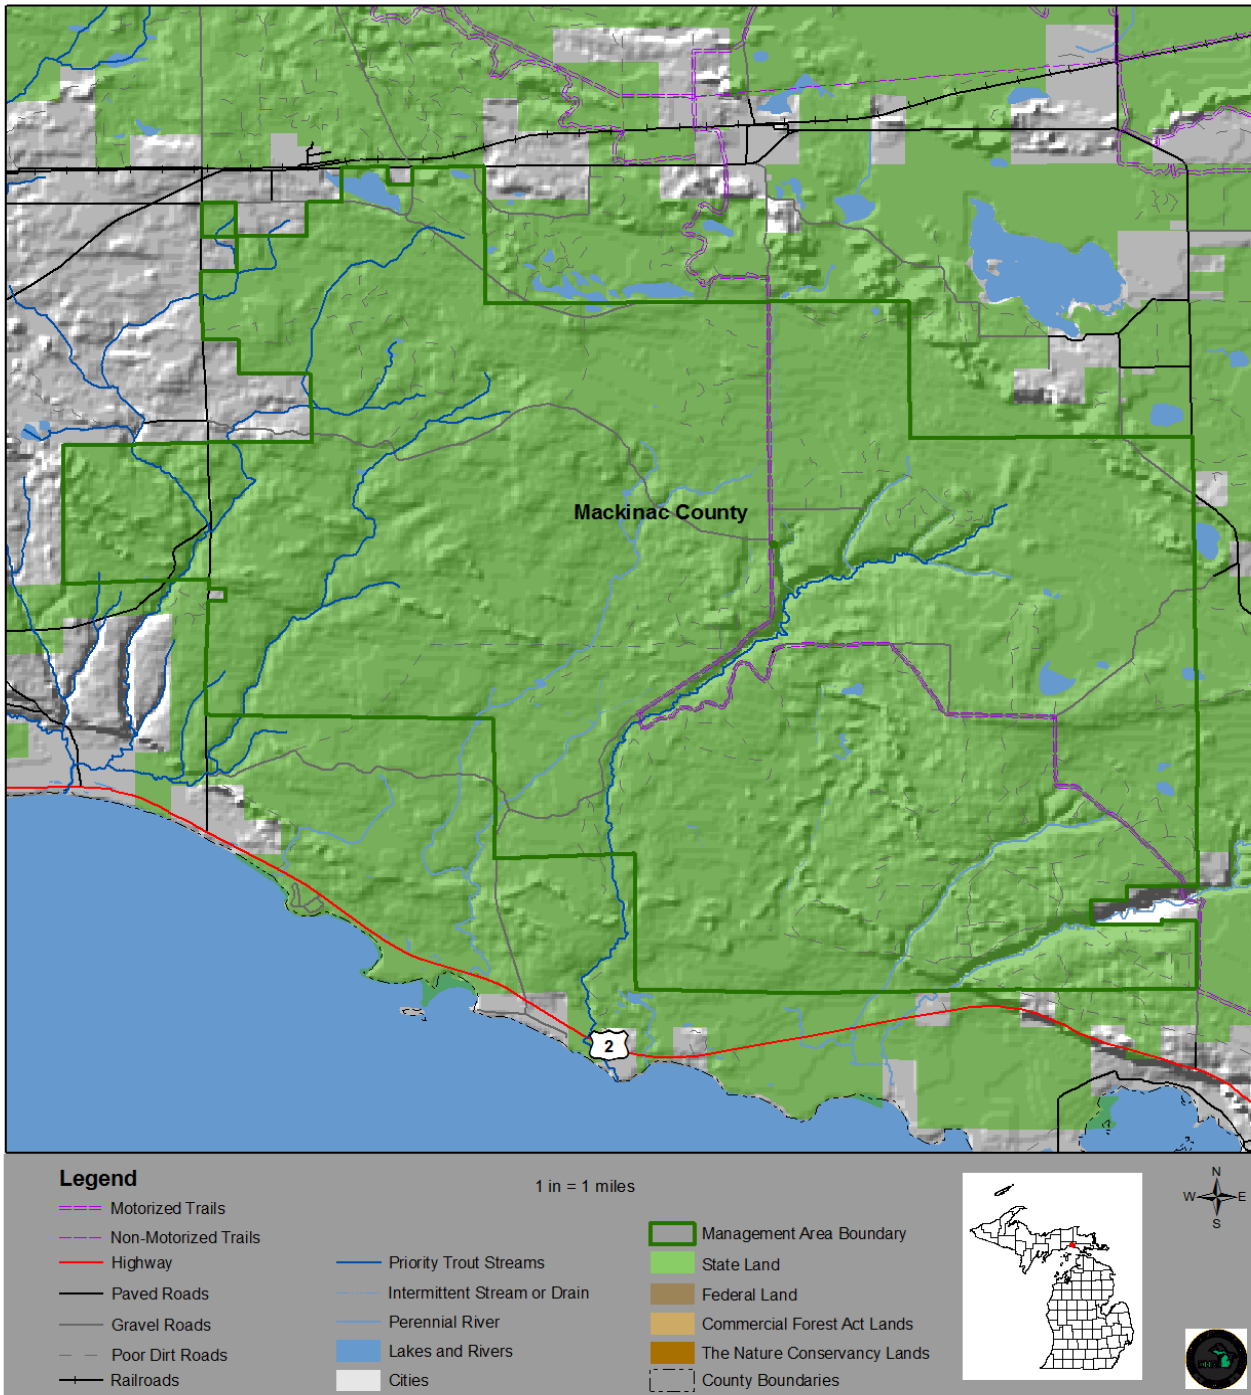 Mackinac County
2
Legend
Motorized Trails
Non-Motorized Trails
Highway
Paved Roads
Gravel Roads
Poor Dirt Roads
Railroads
1 in = 1 miles
Priority Trout Streams
Intermittent Stream or Drain
Perennial River
Lakes and Rivers
Cities
Management Area Boundary
State Land
Federal Land
Commercial Forest Act Lands
The Nature Conservancy Lands
County Boundaries
N
W E
S